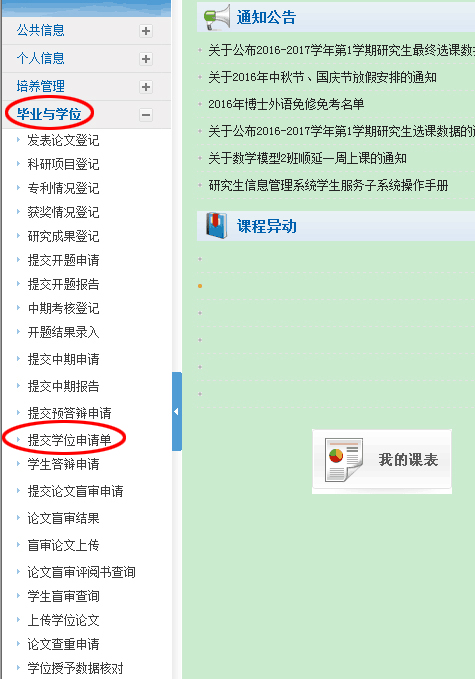 公共信息
个人信息
培养管理
毕业与学位
发表论文登记
科研项目登记
专利情况登记
获奖情况登记
研究成果登记
提交开题申请
提交开题报告
中期考核登记
开题结果录入
提交中期申请
提交中期报告
提交预答辩申请
提交学位申请单
学生答辩申请
提交论文盲审申请
论文盲审结果
盲审论文上传
论文盲审评阅书查询
学生盲审查询
上传学位论文
论文查重申请
学位授予数据核对
通知公告
关于公布2016-2017学年第1学期研究生最终选课数
关于2016年中秋节、国庆节放假安排的通知
2016年博士外语免修免考名单
关于公布2016-2017学年第1学期研究生选课数据的
关于数学模型2班顺延一周上课的通知
研究生信息管理系统学生服务子系统操作手册
课程异动
我的课表